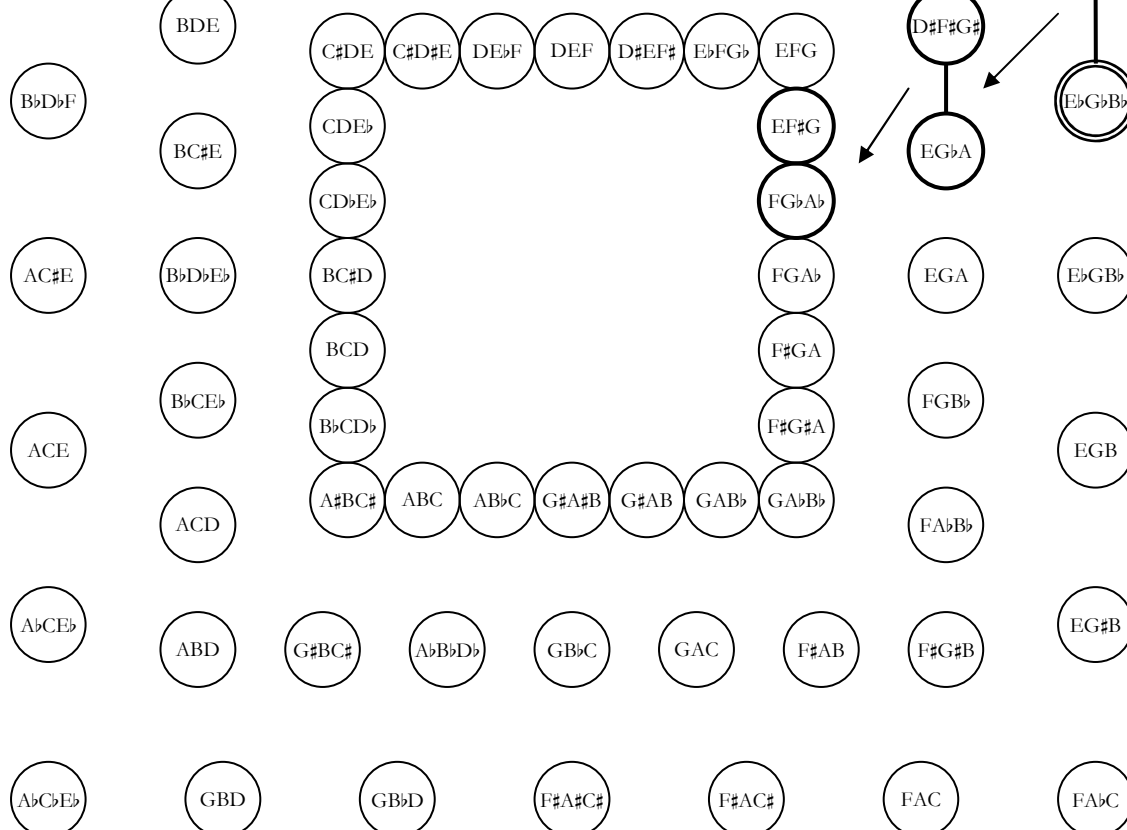 BDE
D♯F♯G♯
C♯DE C♯D♯E DE♭F DEF D♯EF♯ E♭FG♭ EFG
B♭D♭F
E♭G♭B♭
CDE♭
EF♯G
BC♯E
EG♭A
CD♭E♭
FG♭A♭
AC♯E
B♭D♭E♭
BC♯D
FGA♭
EGA
E♭GB♭
BCD
F♯GA
B♭CE♭
FGB♭
B♭CD♭
F♯G♯A
ACE
EGB
A♯BC♯ ABC AB♭C G♯A♯B G♯AB GAB♭ GA♭B♭
ACD
FA♭B♭
A♭CE♭
EG♯B
ABD G♯BC♯ A♭B♭D♭ GB♭C GAC F♯AB F♯G♯B
A♭C♭E♭ GBD GB♭D F♯A♯C♯ F♯AC♯ FAC FA♭C